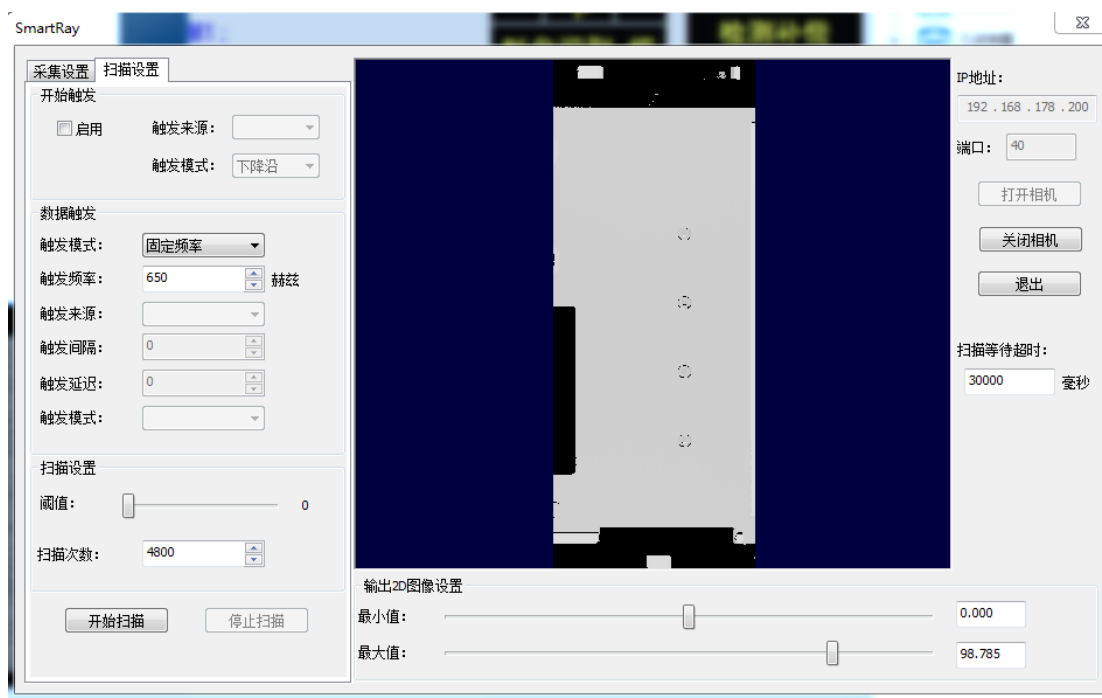 SmartRay
采集设置 扫描设置
开始触发
启用 触发来源：
触发模式： 下降沿
数据触发
触发模式： 固定频率
触发频率： 650 赫兹
触发来源：
触发间隔： 0
触发延迟： 0
触发模式：
扫描设置
阈值： 0
扫描次数： 4800
开始扫描 停止扫描
输出2D图像设置
最小值： 0.000
最大值： 98.785
IP地址：
192 . 168 . 178 . 200
端口： 40
打开相机
关闭相机
退出
扫描等待超时：
30000 毫秒